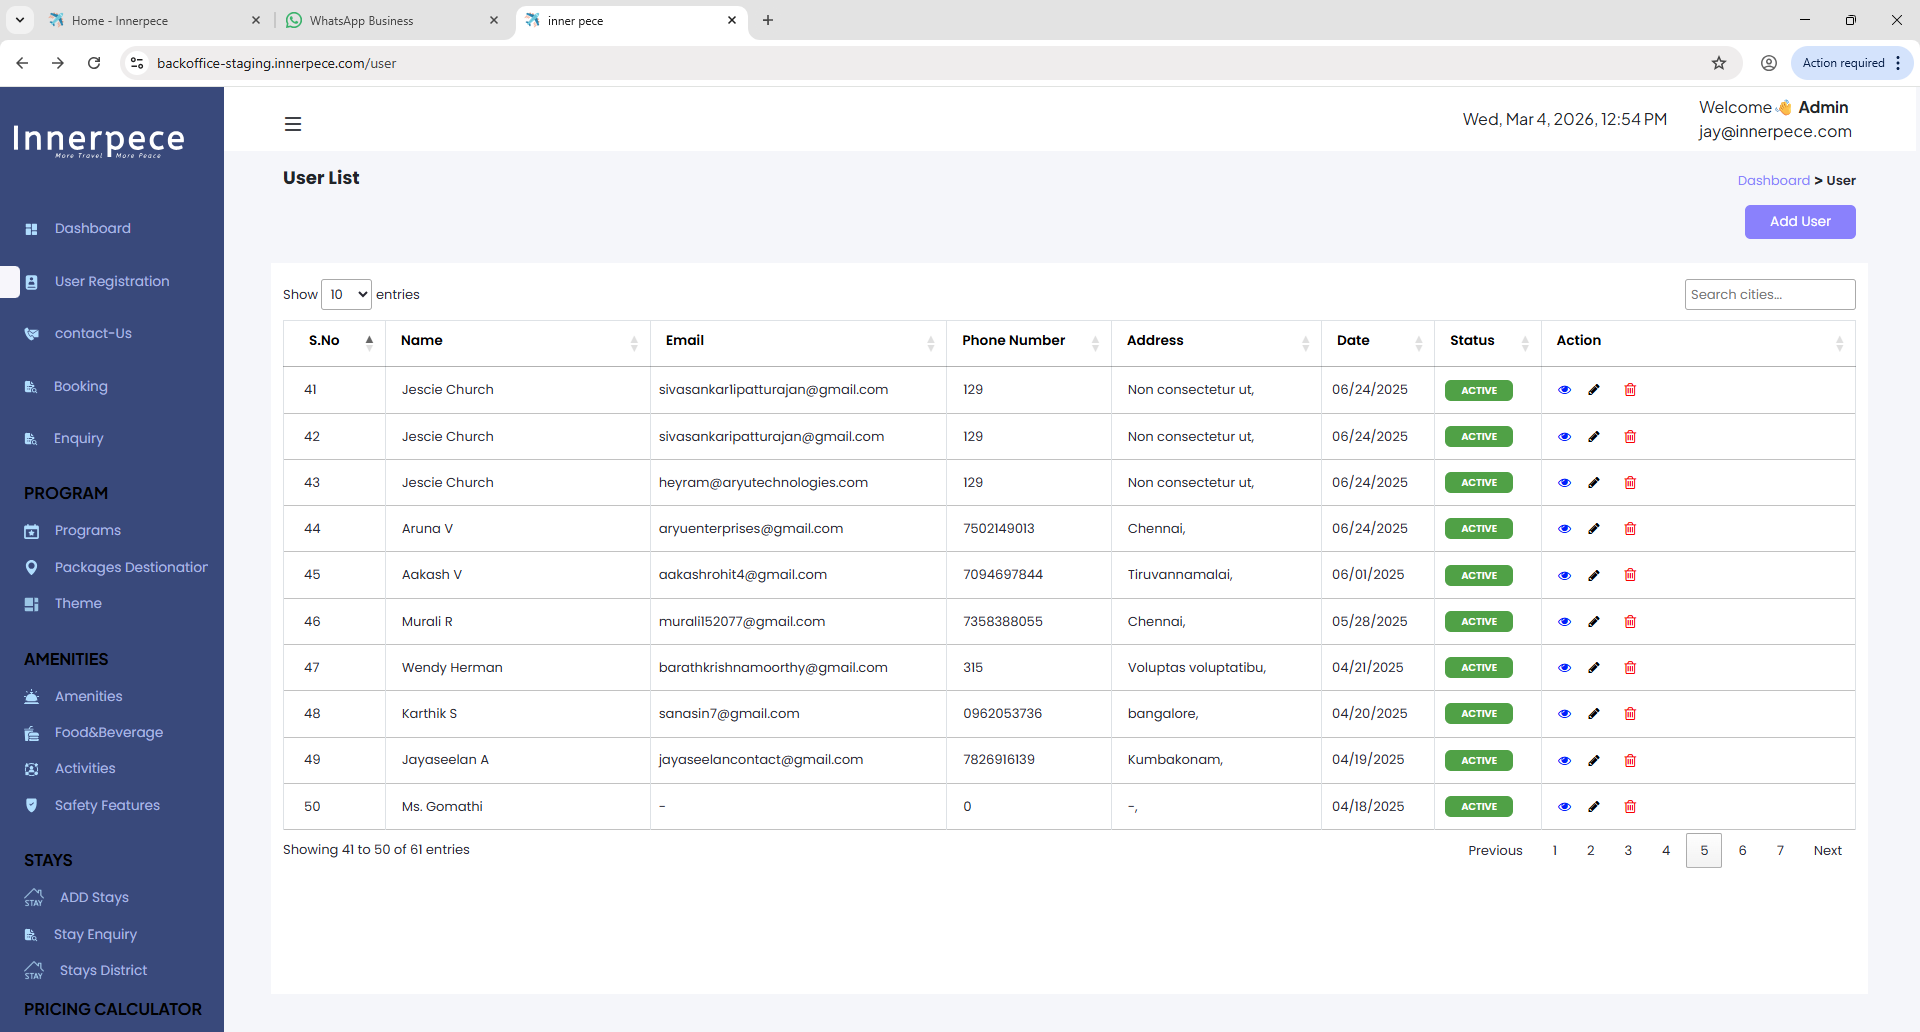 Home - Innerpece
WhatsApp Business
inner pece
backoffice-staging.innerpece.com/user
Action required
Innerpece
More Travel More Peace
Wed, Mar 4, 2026, 12:54 PM
Welcome👋 Admin
jay@innerpece.com
Dashboard
User Registration
contact-Us
Booking
Enquiry
PROGRAM
Programs
Packages Destionation
Theme
AMENITIES
Amenities
Food&Beverage
Activities
Safety Features
STAYS
STAY ADD Stays
Stay Enquiry
STAY Stays District
PRICING CALCULATOR
User List
Dashboard > User
Add User
Show 10 entries
Search cities...
S.No Name Email Phone Number Address Date Status Action
41 Jescie Church sivasankar1ipatturajan@gmail.com 129 Non consectetur ut, 06/24/2025 ACTIVE
42 Jescie Church sivasankaripatturajan@gmail.com 129 Non consectetur ut, 06/24/2025 ACTIVE
43 Jescie Church heyram@aryutechnologies.com 129 Non consectetur ut, 06/24/2025 ACTIVE
44 Aruna V aryuenterprises@gmail.com 7502149013 Chennai, 06/24/2025 ACTIVE
45 Aakash V aakashrohit4@gmail.com 7094697844 Tiruvannamalai, 06/01/2025 ACTIVE
46 Murali R murali152077@gmail.com 7358388055 Chennai, 05/28/2025 ACTIVE
47 Wendy Herman barathkrishnamoorthy@gmail.com 315 Voluptas voluptatibu, 04/21/2025 ACTIVE
48 Karthik S sanasin7@gmail.com 0962053736 bangalore, 04/20/2025 ACTIVE
49 Jayaseelan A jayaseelancontact@gmail.com 7826916139 Kumbakonam, 04/19/2025 ACTIVE
50 Ms. Gomathi - 0 -, 04/18/2025 ACTIVE
Showing 41 to 50 of 61 entries
Previous 1 2 3 4 5 6 7 Next